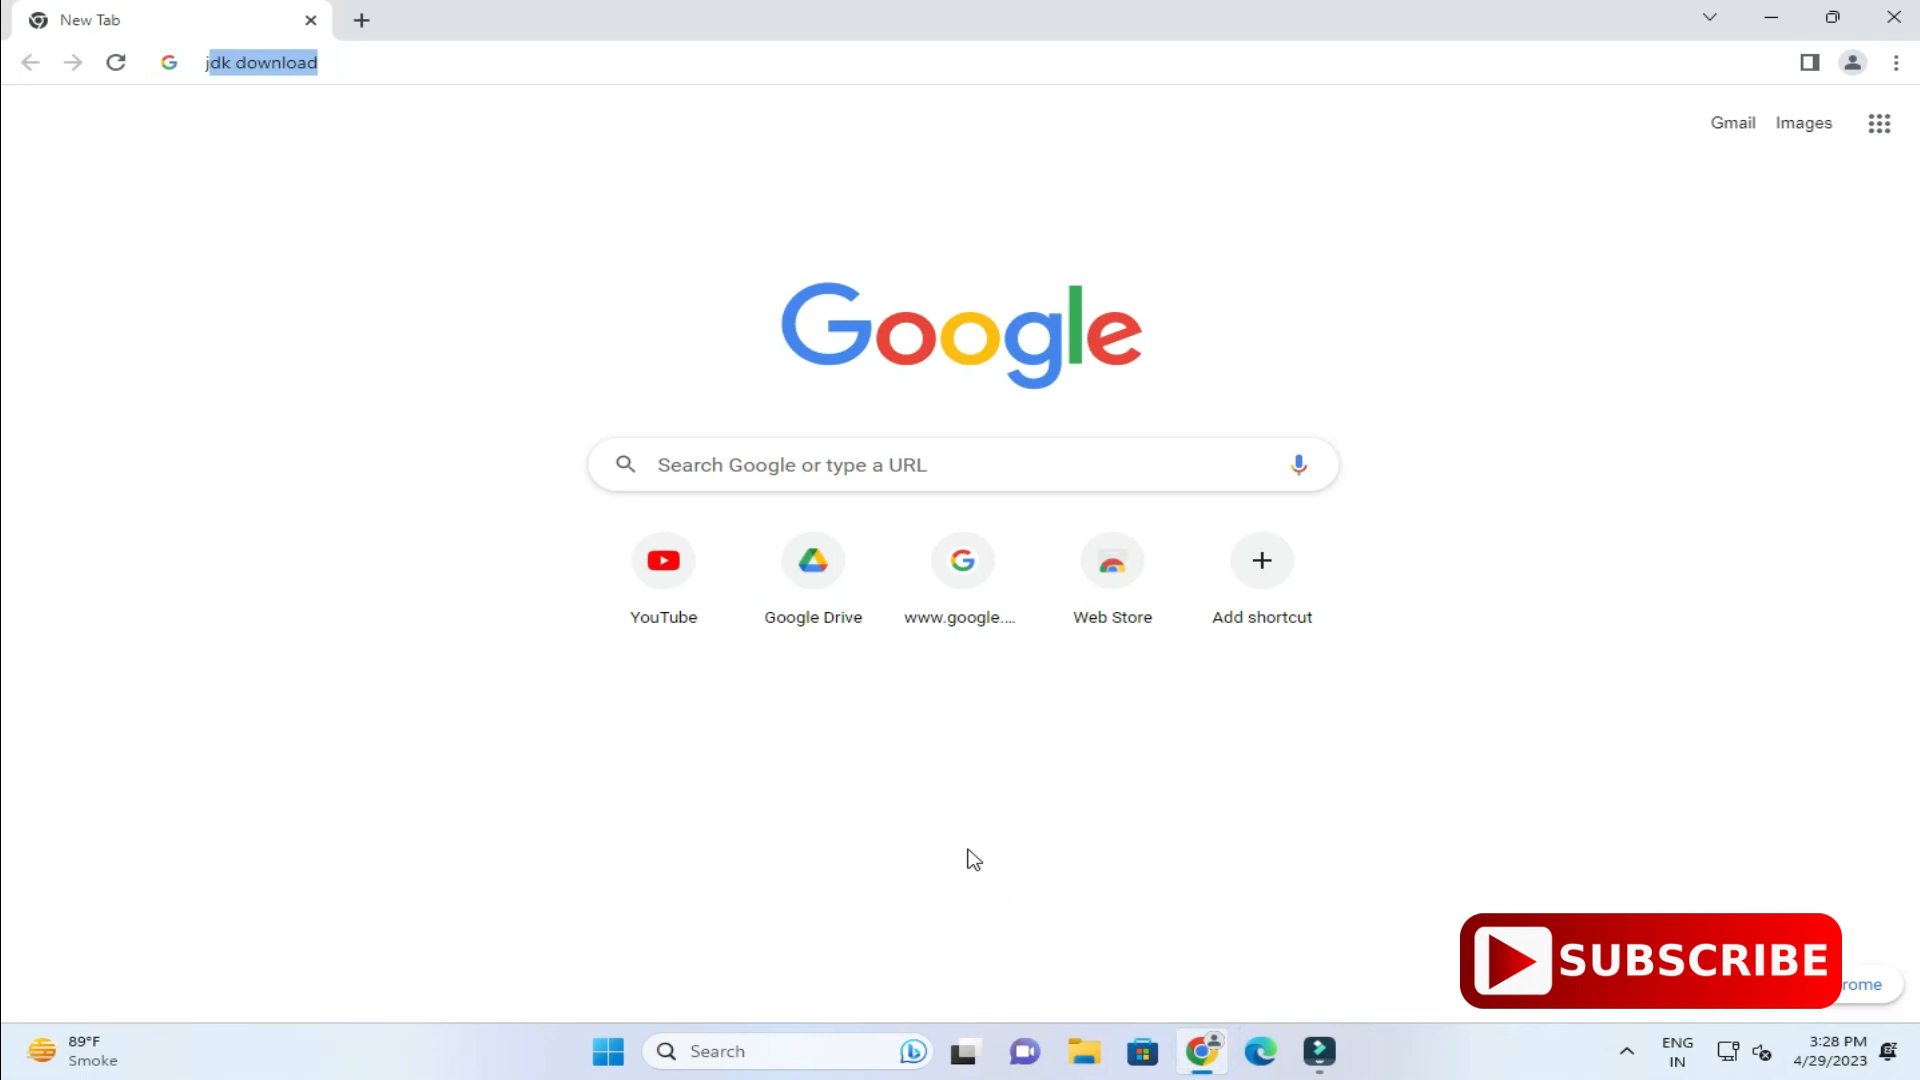 New Tab
jdk download
Gmail Images
Google
Search Google or type a URL
YouTube
Google Drive
www.google....
Web Store
Add shortcut
SUBSCRIBE
rome
89°F
Smoke
Search
ENG
IN
3:28 PM
4/29/2023